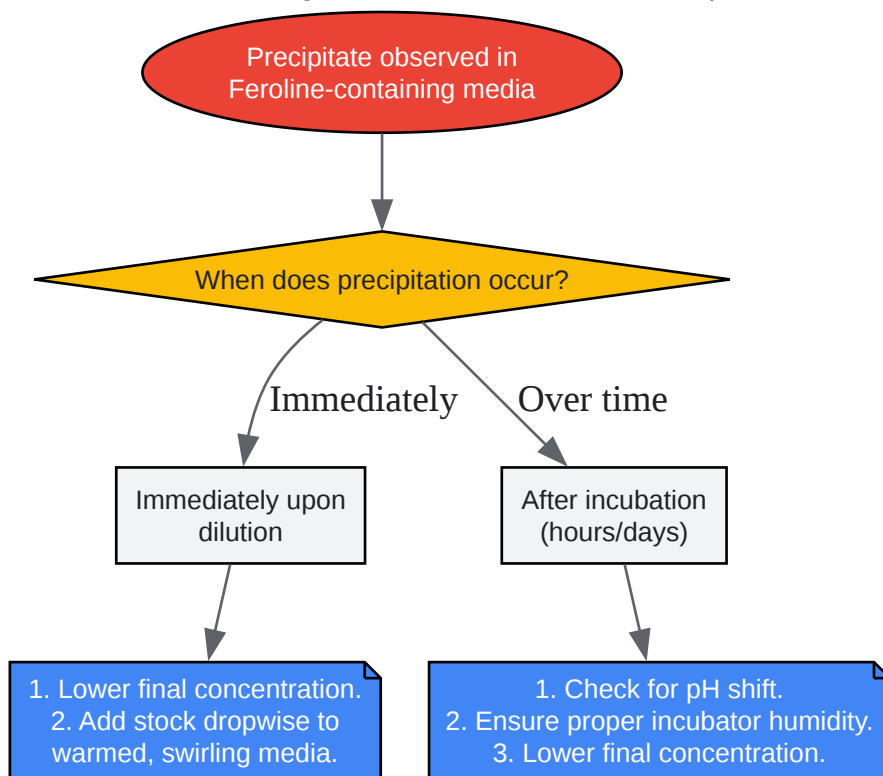 Precipitate observed in
Feroline-containing media
When does precipitation occur?
Immediately
Over time
Immediately upon
dilution
After incubation
(hours/days)
1. Lower final concentration.
2. Add stock dropwise to
warmed, swirling media.
1. Check for pH shift.
2. Ensure proper incubator humidity.
3. Lower final concentration.